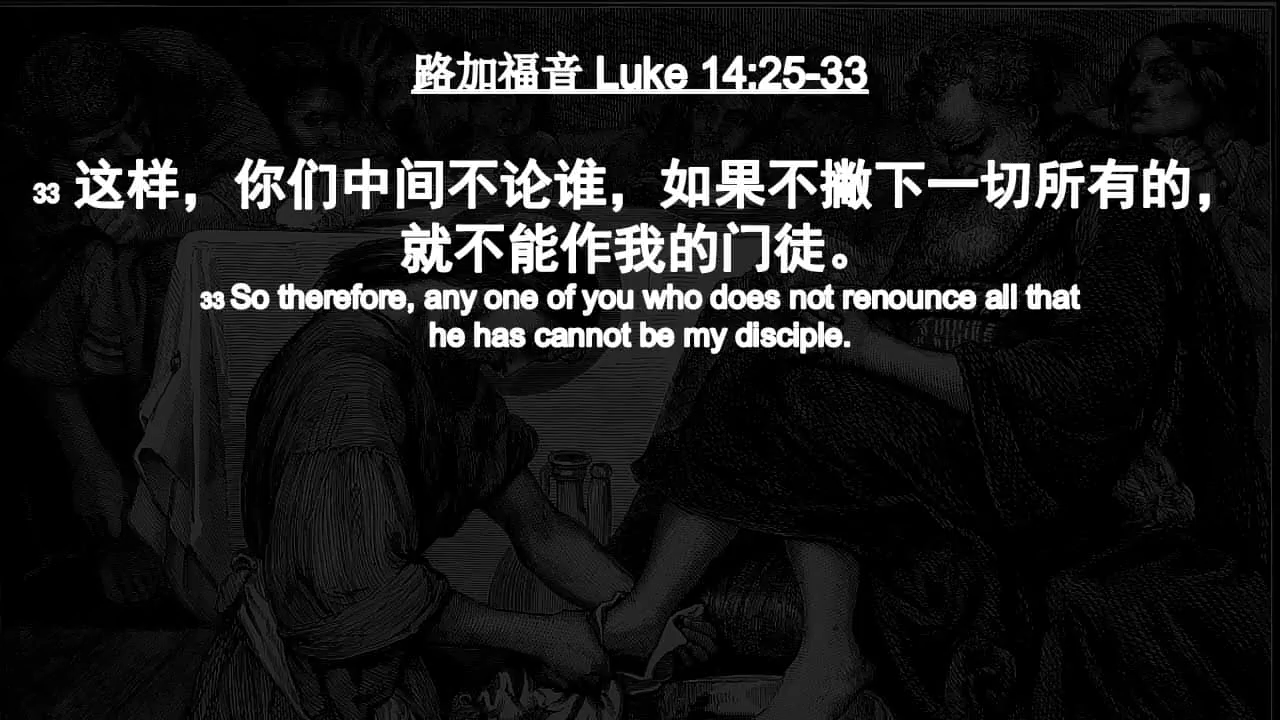 路加福音 Luke 14:25-33
33 这样，你们中间不论谁，如果不撇下一切所有的，
就不能作我的门徒。
33 So therefore, any one of you who does not renounce all that
he has cannot be my disciple.